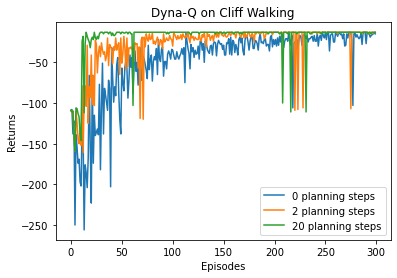 Dyna-Q on Cliff Walking
Returns
−50
−100
−150
−200
−250
0 50 100 150 200 250 300
Episodes
0 planning steps
2 planning steps
20 planning steps